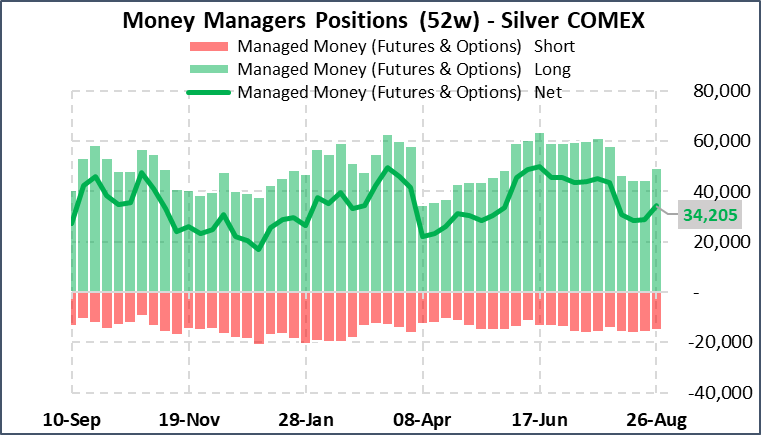 Money Managers Positions (52w) - Silver COMEX
Managed Money (Futures & Options) Short
Managed Money (Futures & Options) Long
Managed Money (Futures & Options) Net
80,000
60,000
40,000
34,205
20,000
-
-20,000
-40,000
10-Sep 19-Nov 28-Jan 08-Apr 17-Jun 26-Aug